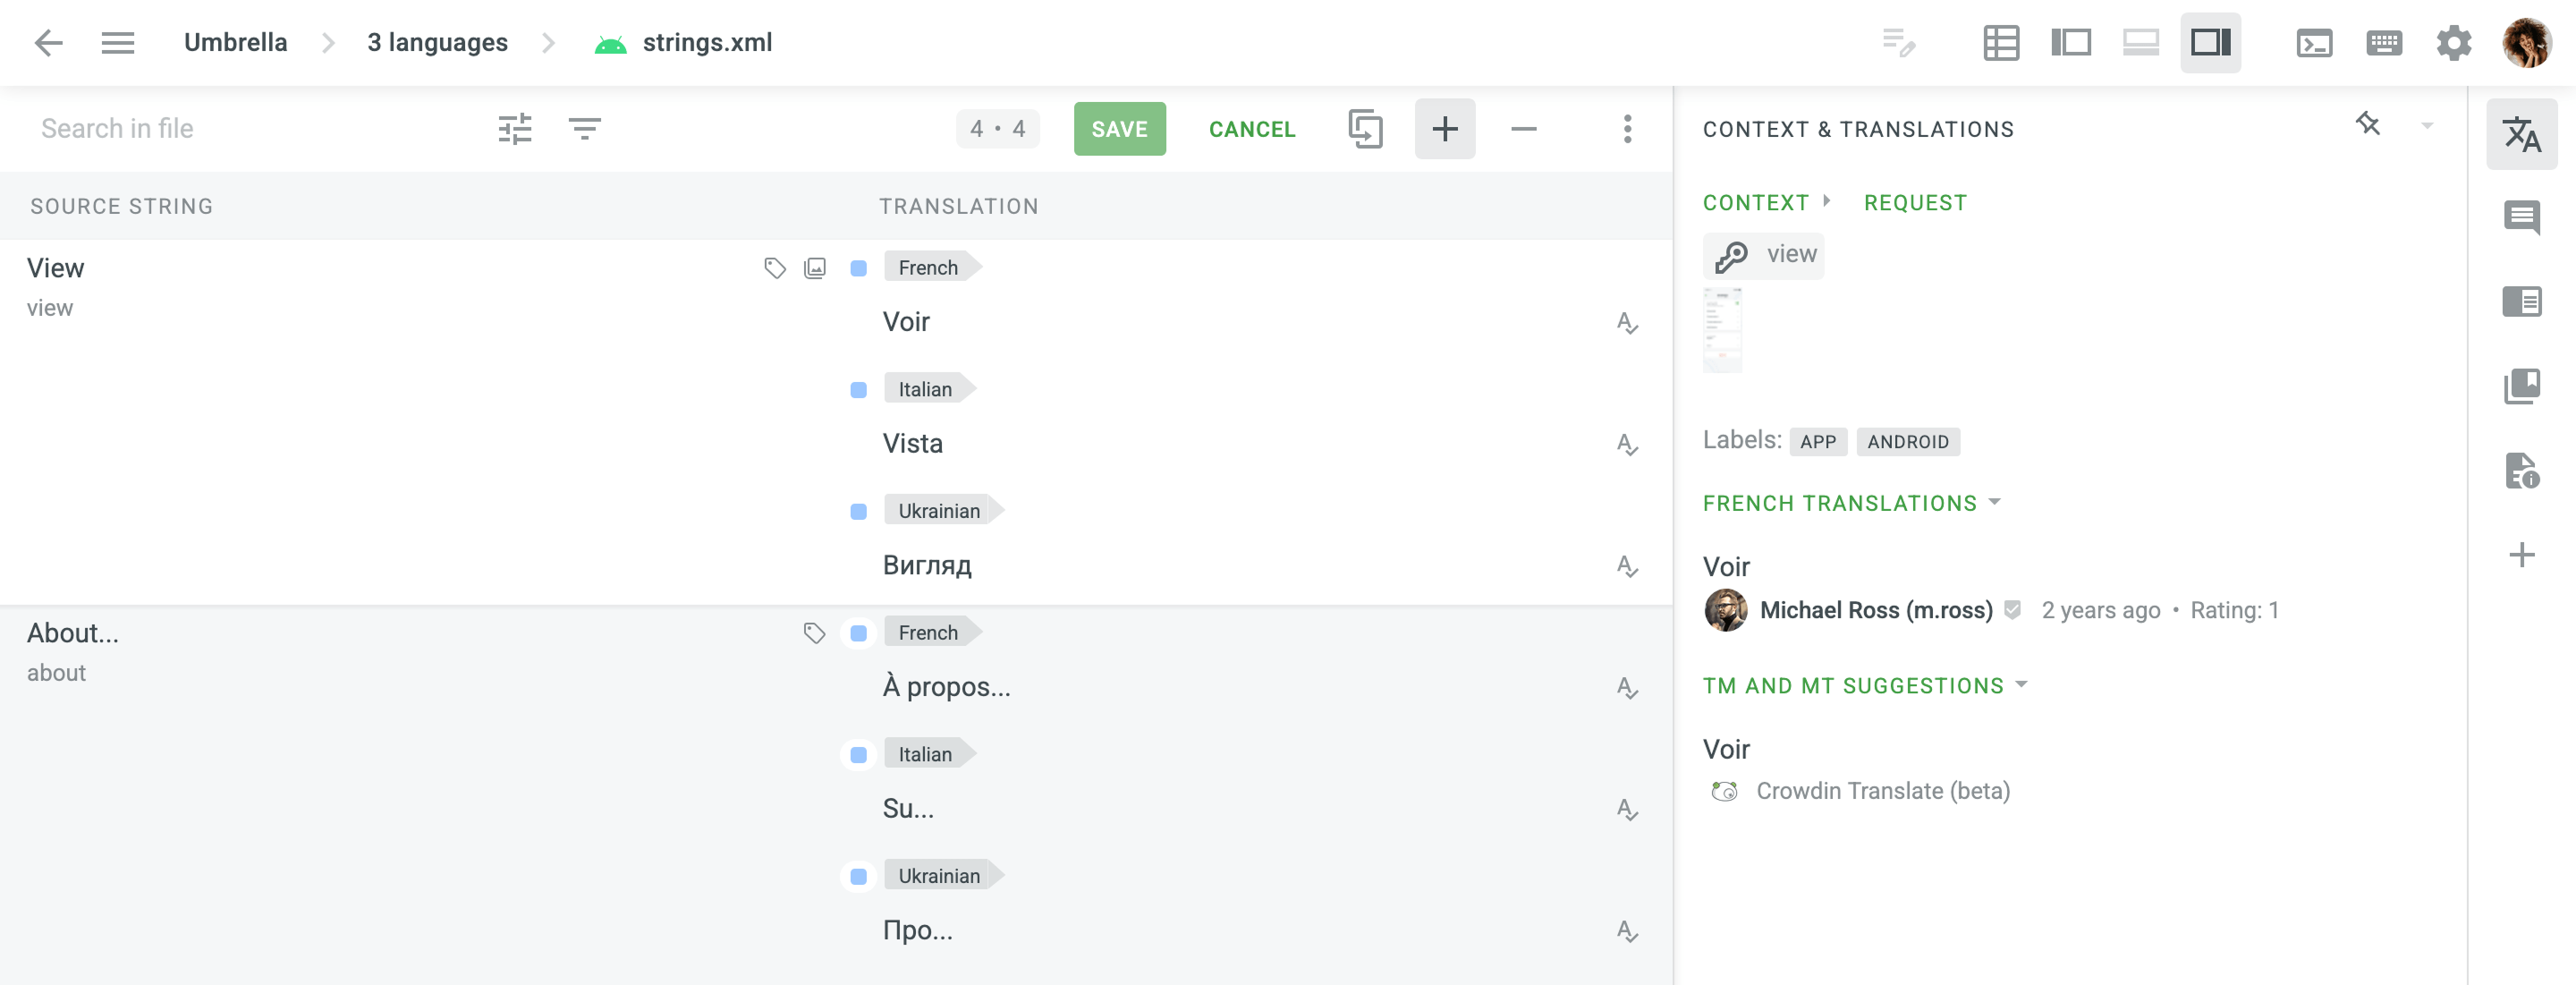 Umbrella
3 languages
strings.xml
Search in file
4 • 4
SAVE
CANCEL
SOURCE STRING
TRANSLATION
View
view
French
Voir
Italian
Vista
Ukrainian
Вигляд
About...
about
French
À propos...
Italian
Su...
Ukrainian
Про...
CONTEXT & TRANSLATIONS
CONTEXT
REQUEST
view
Labels: APP ANDROID
FRENCH TRANSLATIONS
Voir
Michael Ross (m.ross) 2 years ago • Rating: 1
TM AND MT SUGGESTIONS
Voir
Crowdin Translate (beta)